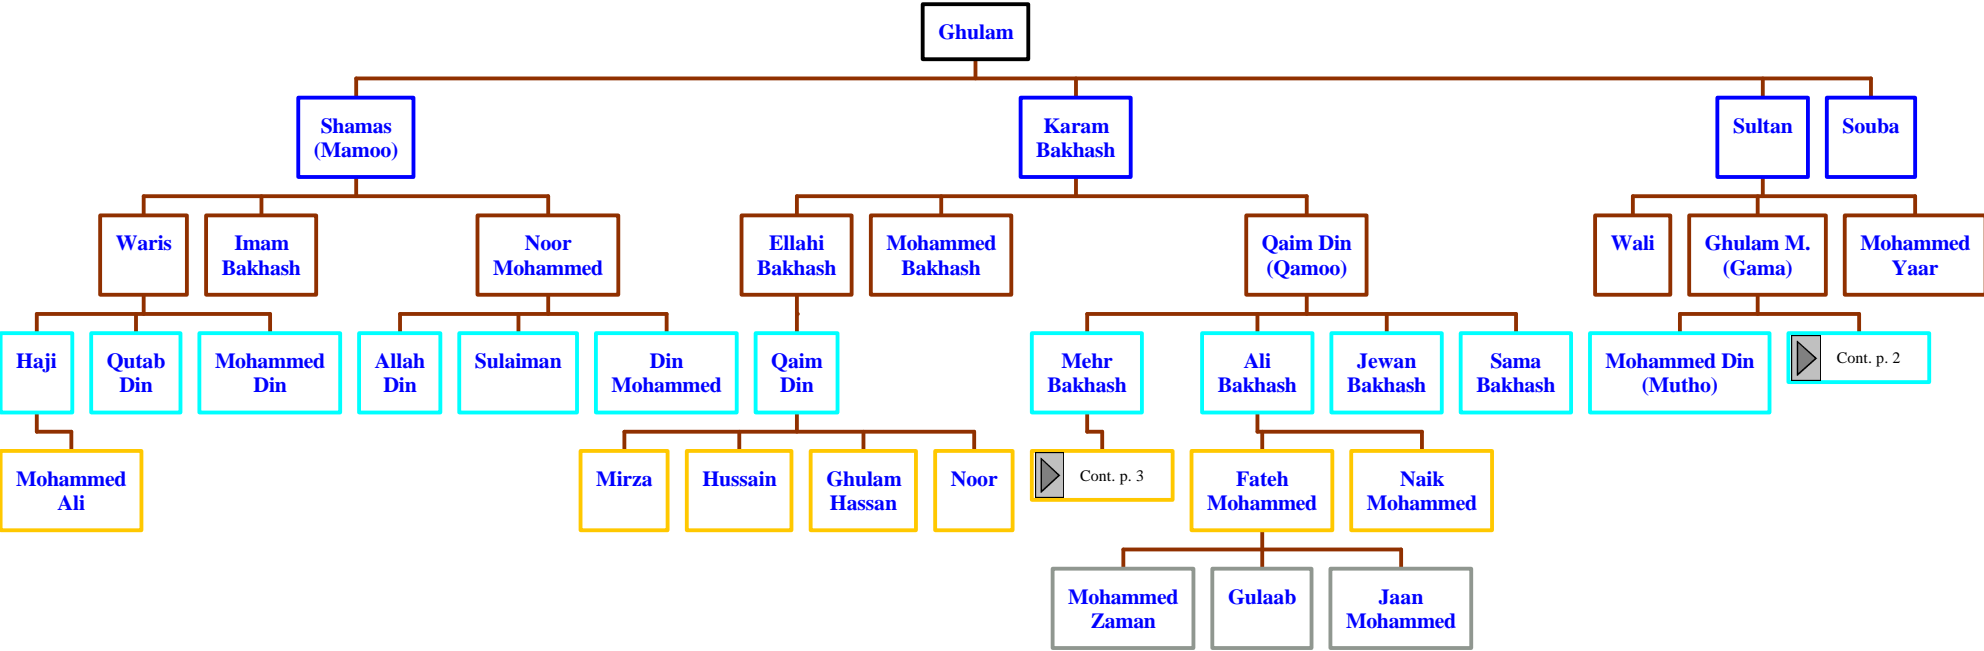 Ghulam
Shamas
(Mamoo)
Karam
Bakhash
Sultan
Souba
Waris
Imam
Bakhash
Noor
Mohammed
Ellahi
Bakhash
Mohammed
Bakhash
Qaim Din
(Qamoo)
Wali
Ghulam M.
(Gama)
Mohammed
Yaar
Haji
Qutab
Din
Mohammed
Din
Allah
Din
Sulaiman
Din
Mohammed
Qaim
Din
Mehr
Bakhash
Ali
Bakhash
Jewan
Bakhash
Sama
Bakhash
Mohammed Din
(Mutho)
Cont. p. 2
Mohammed
Ali
Mirza
Hussain
Ghulam
Hassan
Noor
Cont. p. 3
Fateh
Mohammed
Naik
Mohammed
Mohammed
Zaman
Gulaab
Jaan
Mohammed